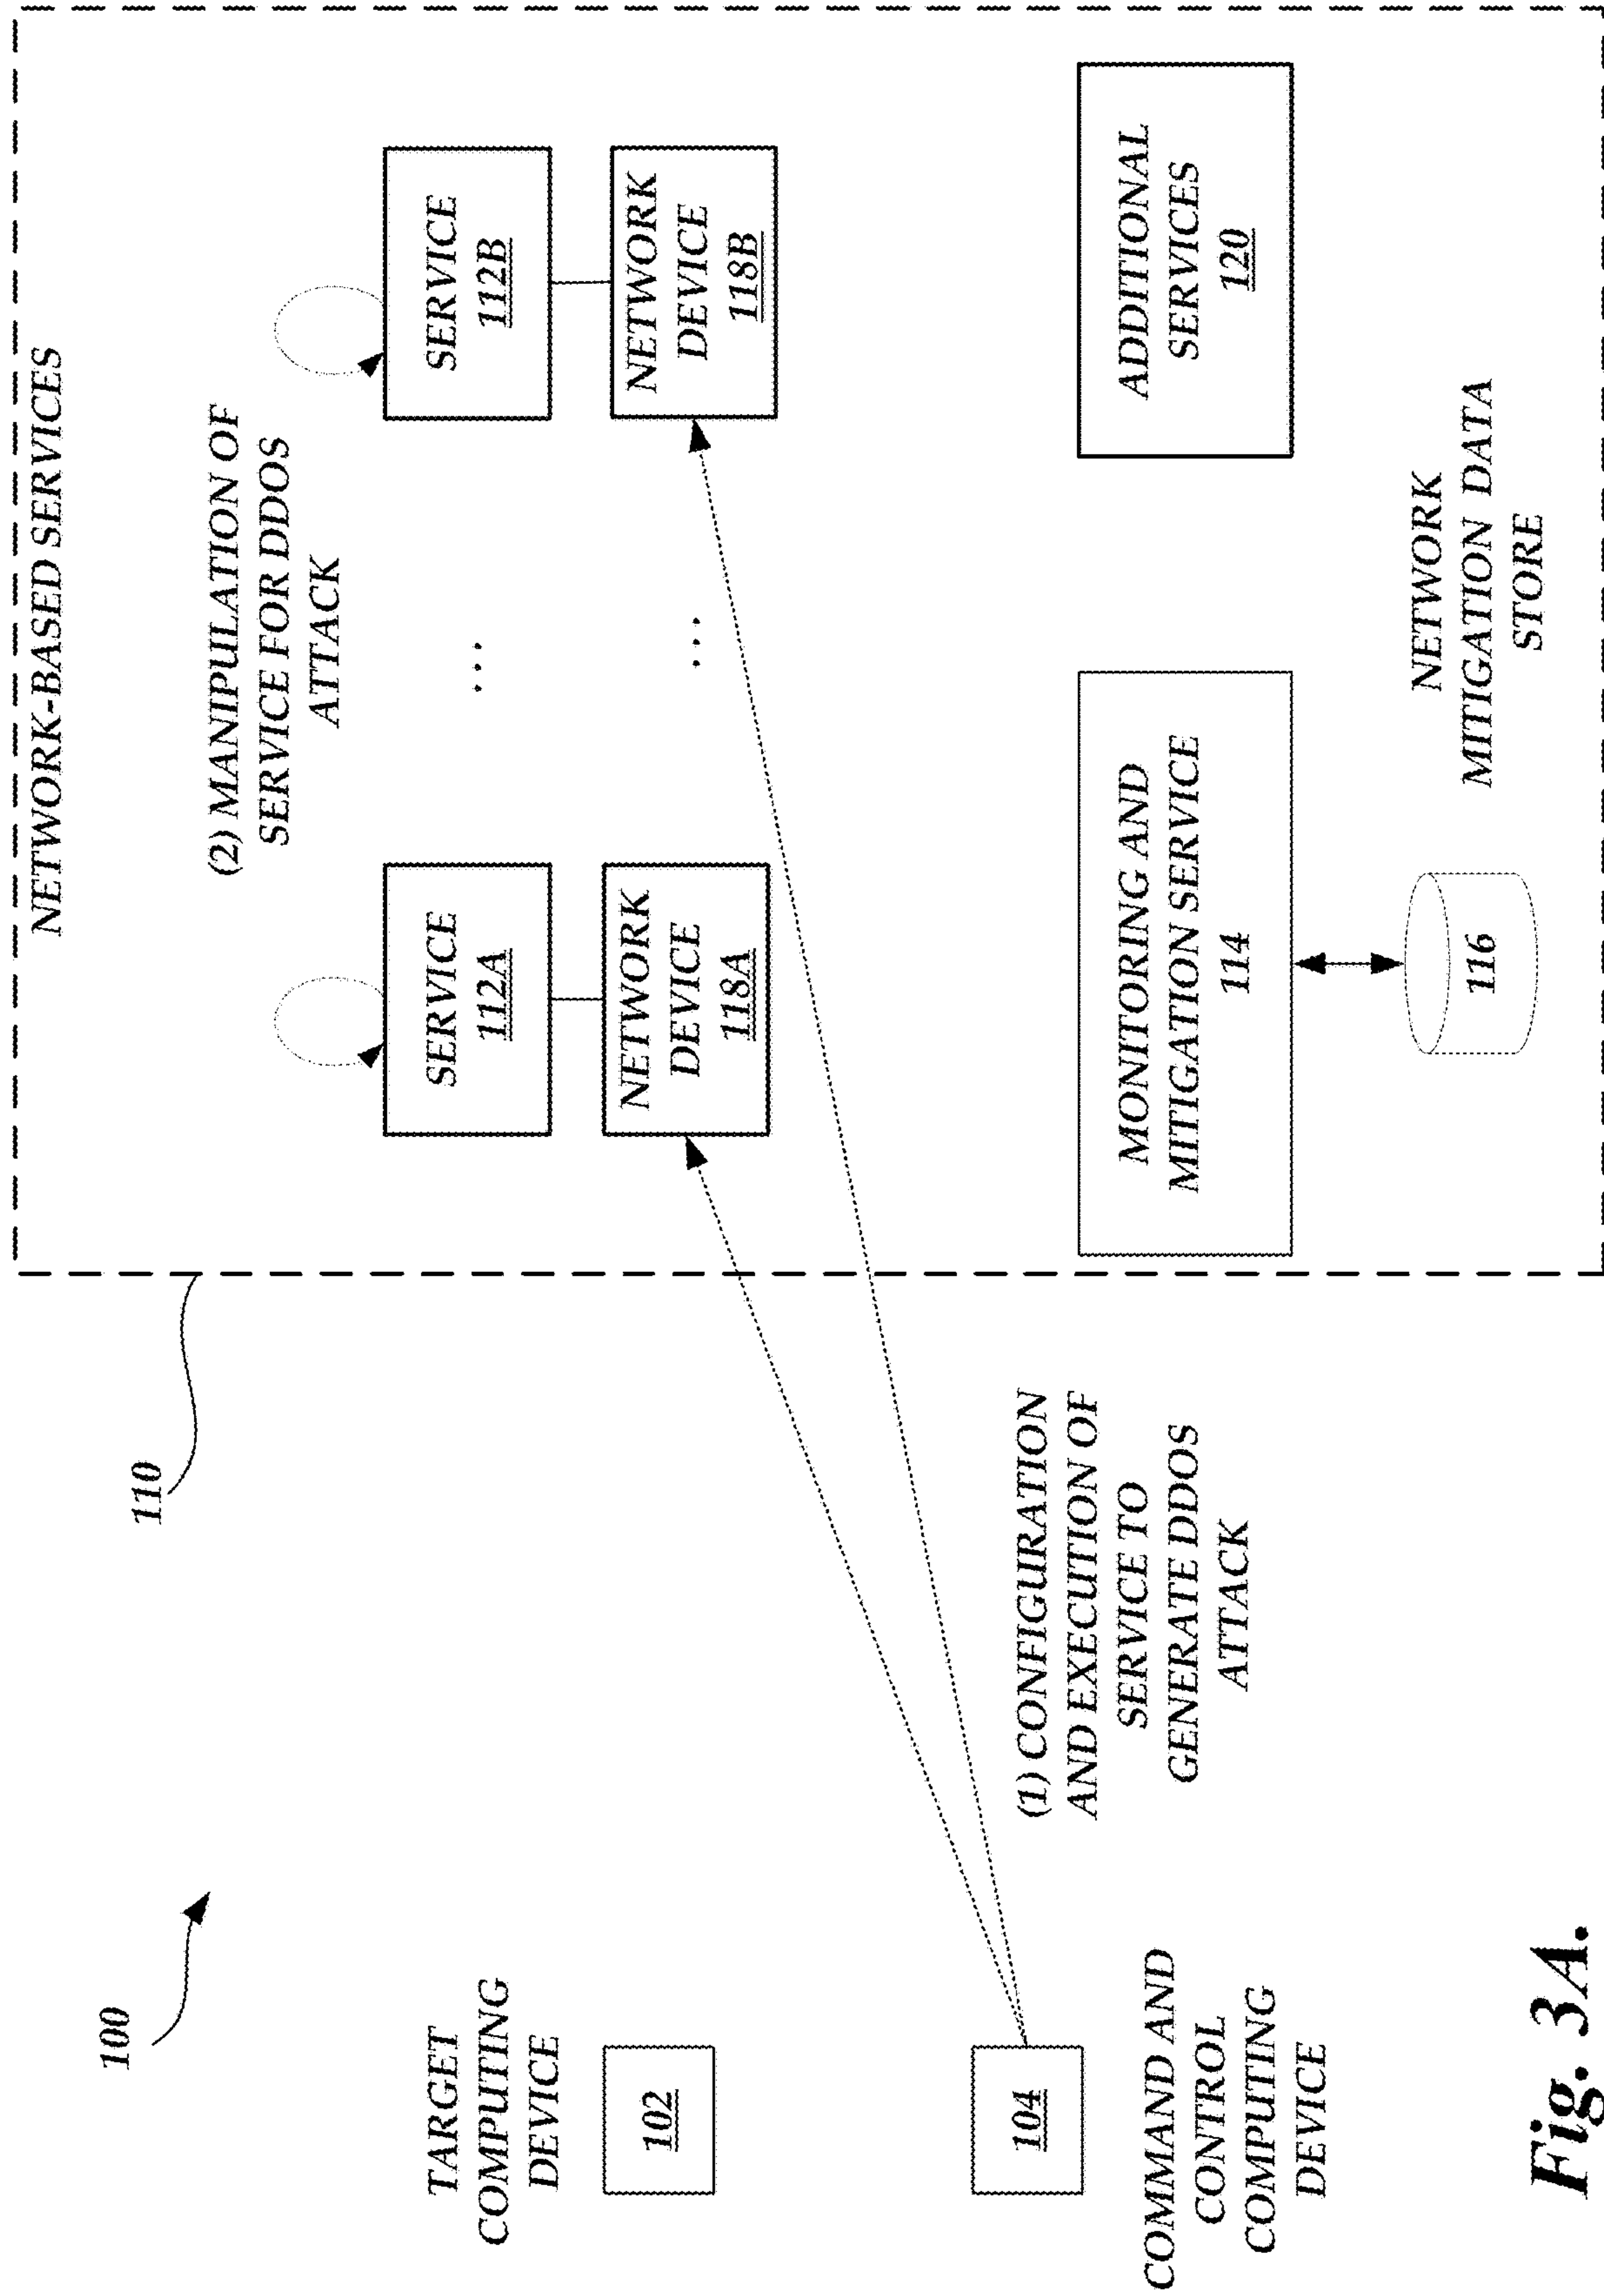 100
110
NETWORK-BASED SERVICES
(2) MANIPULATION OF
SERVICE FOR DDOS
ATTACK
TARGET
COMPUTING
DEVICE
102
SERVICE
112A
...
SERVICE
112B
NETWORK
DEVICE
118A
...
NETWORK
DEVICE
118B
104
COMMAND AND
CONTROL
COMPUTING
DEVICE
(1) CONFIGURATION
AND EXECUTION OF
SERVICE TO
GENERATE DDOS
ATTACK
MONITORING AND
MITIGATION SERVICE
114
ADDITIONAL
SERVICES
120
116
NETWORK
MITIGATION DATA
STORE
Fig. 3A.